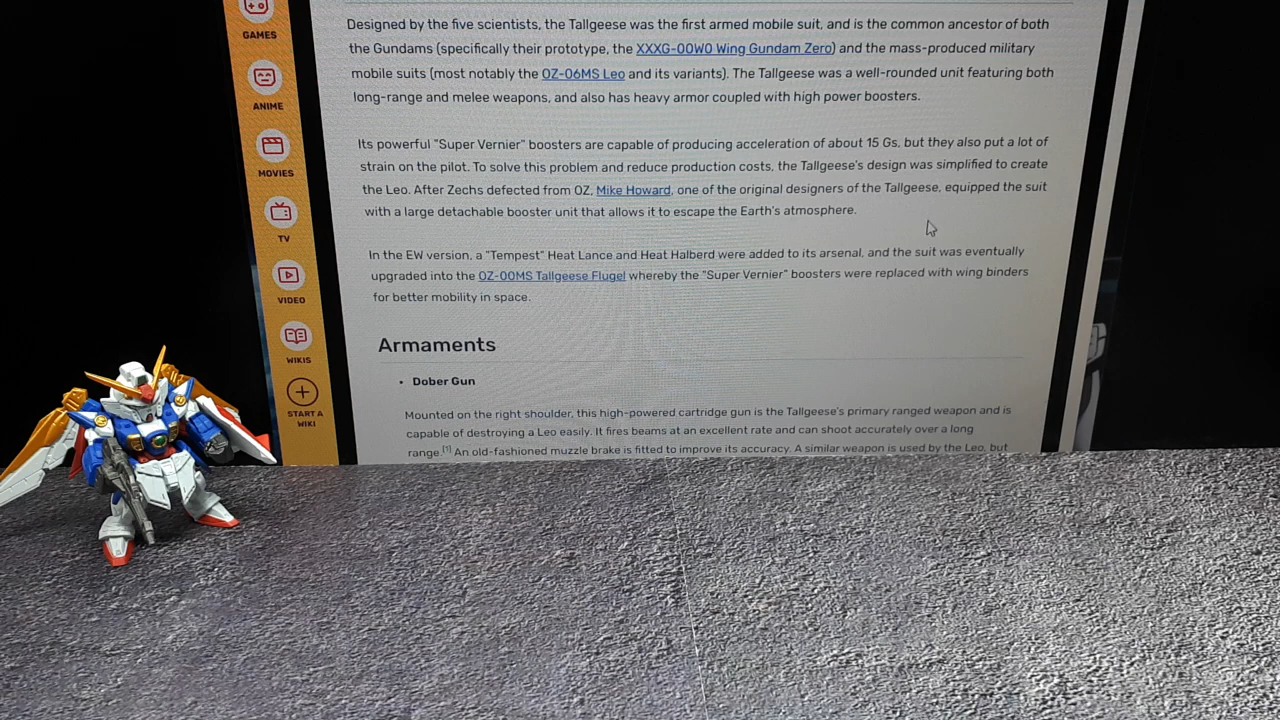 GAMES
ANIME
MOVIES
TV
VIDEO
WIKIS
START A
WIKI
Designed by the five scientists, the Tallgeese was the first armed mobile suit, and is the common ancestor of both
the Gundams (specifically their prototype, the XXXG-00W0 Wing Gundam Zero) and the mass-produced military
mobile suits (most notably the OZ-06MS Leo and its variants). The Tallgeese was a well-rounded unit featuring both
long-range and melee weapons, and also has heavy armor coupled with high power boosters.
Its powerful "Super Vernier" boosters are capable of producing acceleration of about 15 Gs, but they also put a lot of
strain on the pilot. To solve this problem and reduce production costs, the Tallgeese's design was simplified to create
the Leo. After Zechs defected from OZ, Mike Howard, one of the original designers of the Tallgeese, equipped the suit
with a large detachable booster unit that allows it to escape the Earth's atmosphere.
In the EW version, a "Tempest" Heat Lance and Heat Halberd were added to its arsenal, and the suit was eventually
upgraded into the OZ-00MS Tallgeese Flugel whereby the "Super Vernier" boosters were replaced with wing binders
for better mobility in space.
Armaments
• Dober Gun
Mounted on the right shoulder, this high-powered cartridge gun is the Tallgeese's primary ranged weapon and is
capable of destroying a Leo easily. It fires beams at an excellent rate and can shoot accurately over a long
range.[1] An old-fashioned muzzle brake is fitted to improve its accuracy. A similar weapon is used by the Leo, but